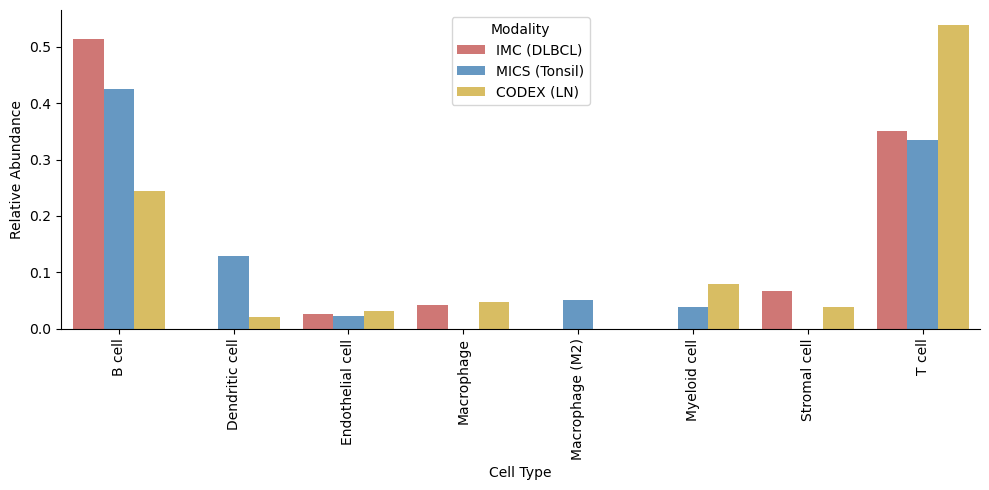 Modality
IMC (DLBCL)
MICS (Tonsil)
CODEX (LN)
Relative Abundance
0.5
0.4
0.3
0.2
0.1
0.0
B cell
Dendritic cell
Endothelial cell
Macrophage
Macrophage (M2)
Myeloid cell
Stromal cell
T cell
Cell Type